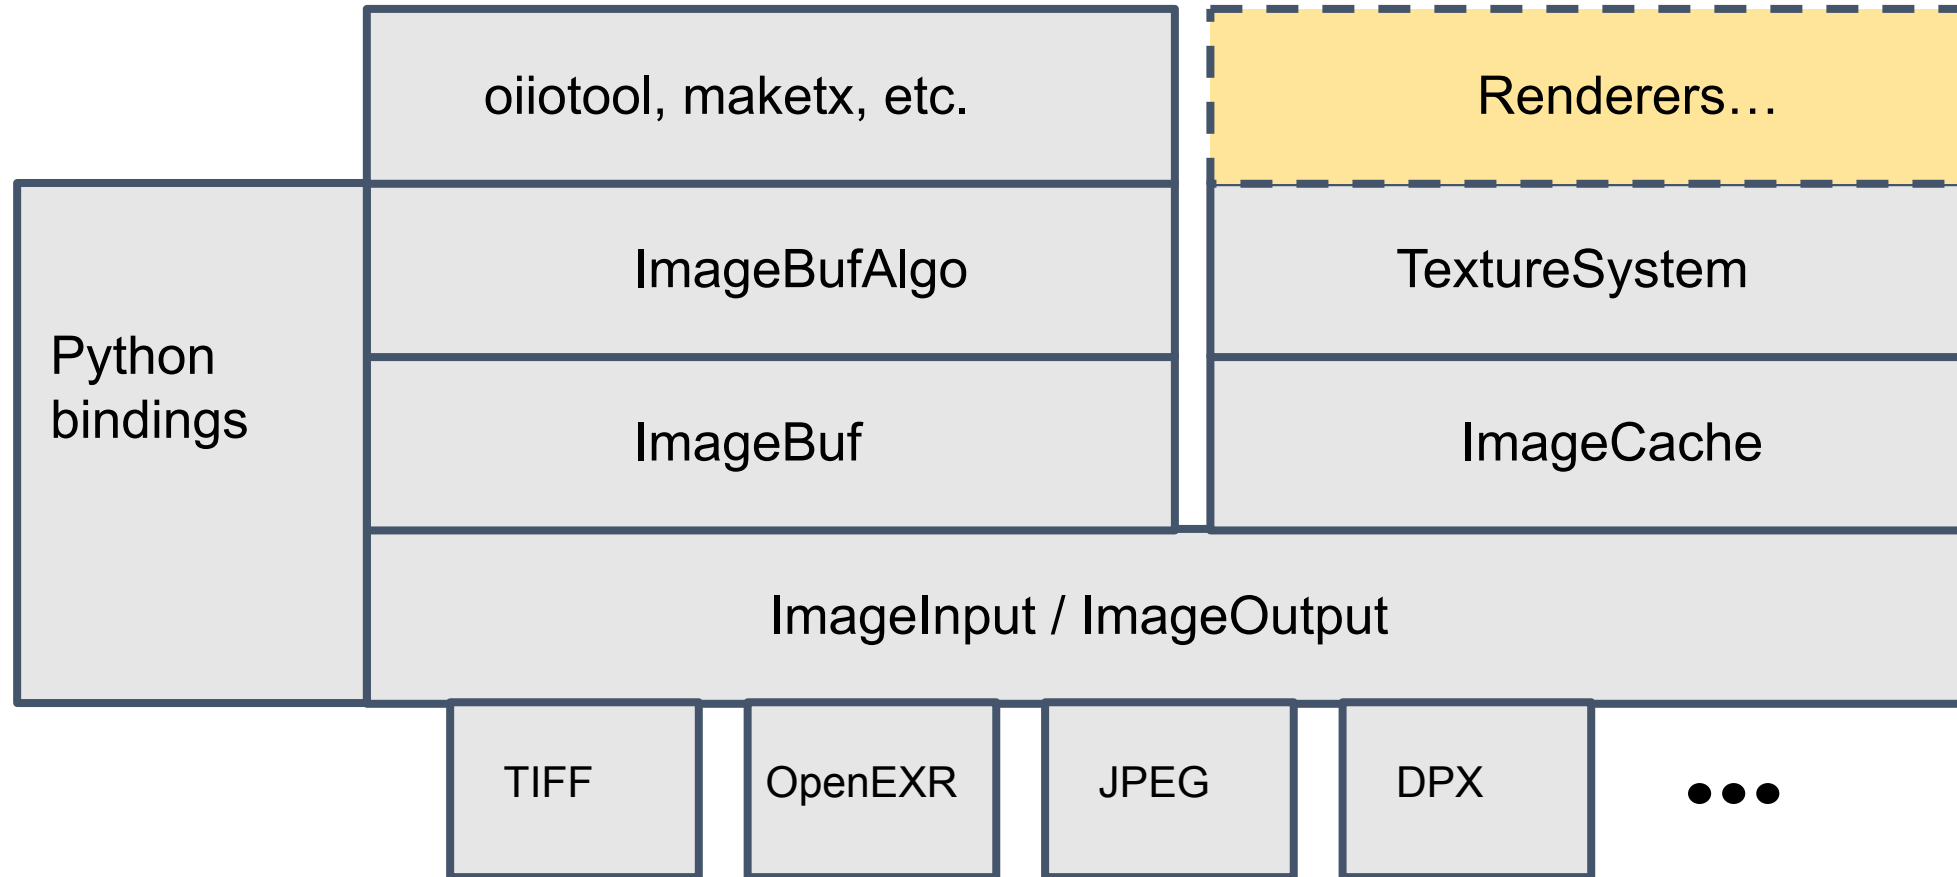 oiiotool, maketx, etc.
Renderers…
ImageBufAlgo
TextureSystem
Python
bindings
ImageBuf
ImageCache
ImageInput / ImageOutput
TIFF
OpenEXR
JPEG
DPX
•••